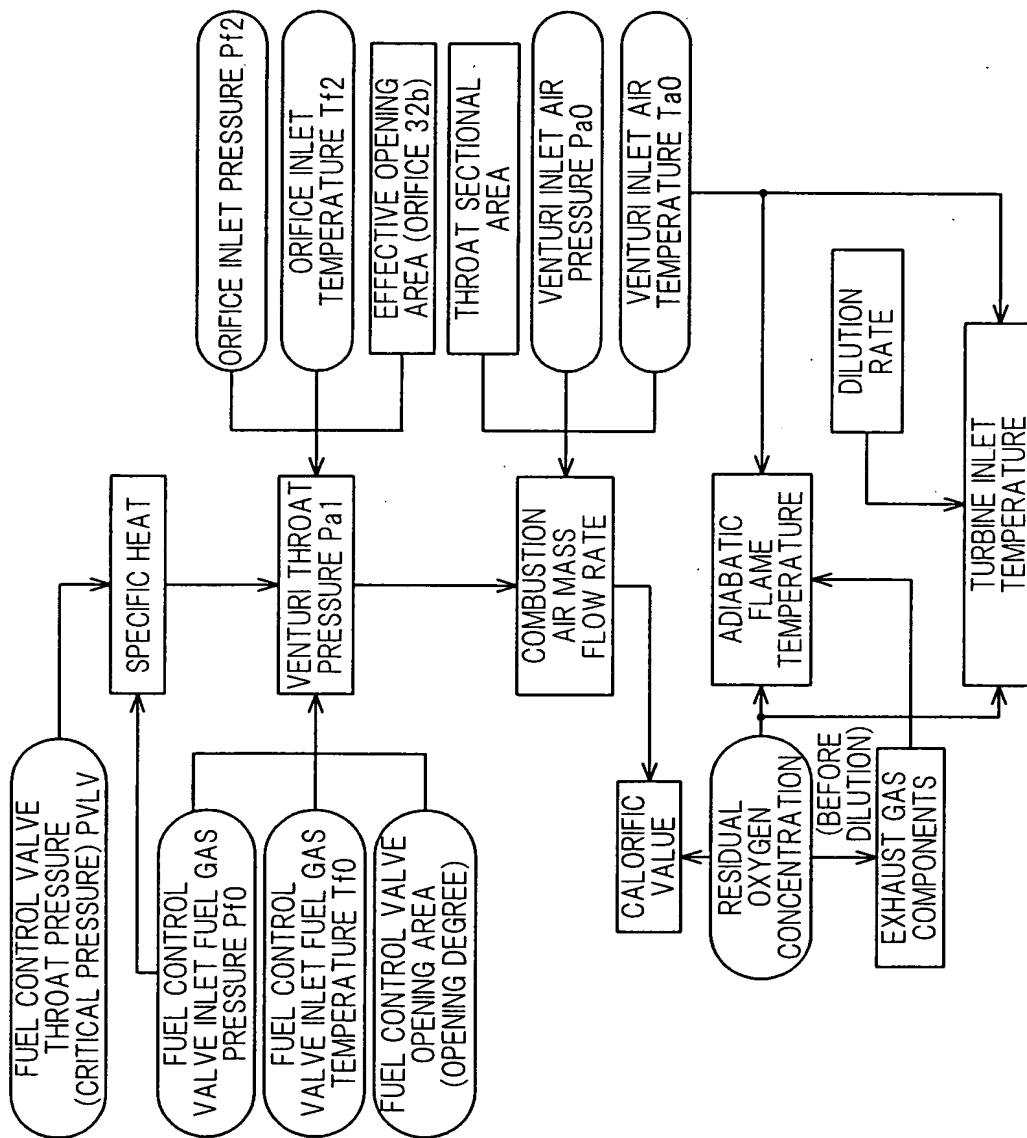 FUEL CONTROL VALVE
THROAT PRESSURE
(CRITICAL PRESSURE) PVLV
SPECIFIC HEAT
ORIFICE INLET PRESSURE Pf2
FUEL CONTROL
VALVE INLET FUEL GAS
PRESSURE Pf0
ORIFICE INLET
TEMPERATURE Tf2
FUEL CONTROL
VALVE INLET FUEL GAS
TEMPERATURE Tf0
VENTURI THROAT
PRESSURE Pa1
EFFECTIVE OPENING
AREA (ORIFICE 32b)
FUEL CONTROL VALVE
OPENING AREA
(OPENING DEGREE)
THROAT SECTIONAL
AREA
COMBUSTION
AIR MASS
FLOW RATE
VENTURI INLET AIR
PRESSURE Pa0
VENTURI INLET AIR
TEMPERATURE Ta0
CALORIFIC
VALUE
RESIDUAL
OXYGEN
CONCENTRATION
ADIABATIC
FLAME
TEMPERATURE
DILUTION
RATE
(BEFORE
DILUTION)
EXHAUST GAS
COMPONENTS
TURBINE INLET
TEMPERATURE